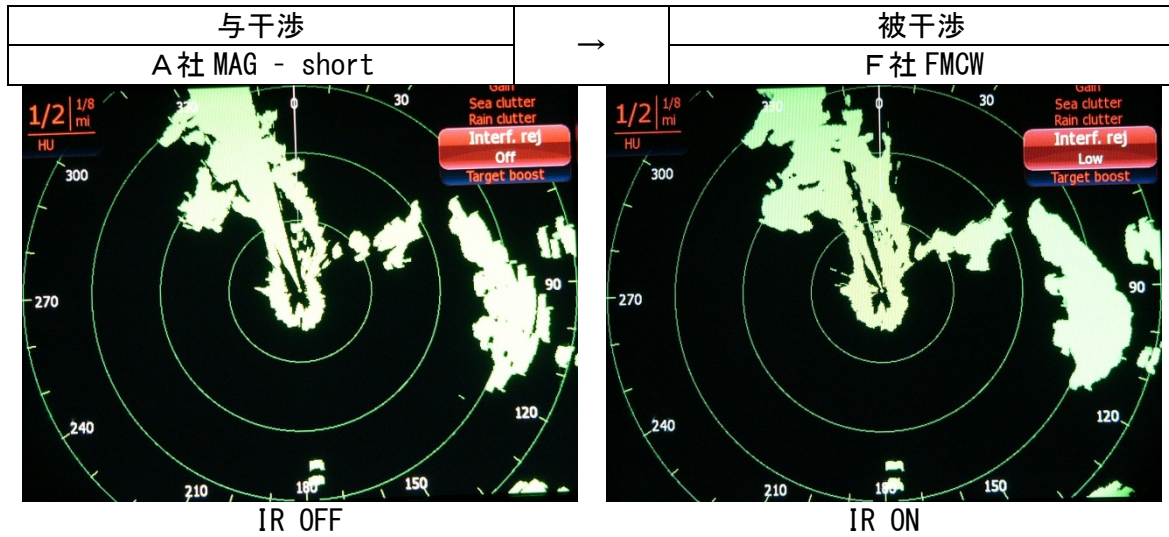 与干渉
→
被干渉
A社 MAG - short
F社 FMCW
1/2 1/8 mi
HU
0
30
Gain
Sea clutter
Rain clutter
Interf. rej
Off
Target boost
300
270
90
240
120
210
180
150
1/2 1/8 mi
HU
330
0
30
Sea clutter
Rain clutter
Interf. rej
Low
Target boost
300
270
90
240
120
210
180
150
IR OFF
IR ON